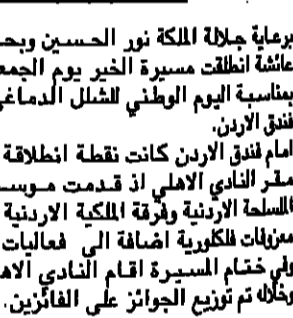 برعاية جلالة الملكة نور الحسين وبحـ
عائشة انطلقت مسيرة الخير يوم الجمعـ
بمناسبة اليوم الوطني للشلل الدماغي
فندق الاردن.
امام فندق الاردن كانت نقطة انطلاقة
مقر النادي الاهلي اذ قدمت موسـ
المسلحة الاردنية وفرقة الملكية الاردنية
معزوفات فلكلورية اضافة الى فعاليات
وفي ختام المسيرة اقام النادي الاهـ
وخلاله تم توزيع الجوائز على الفائزين.